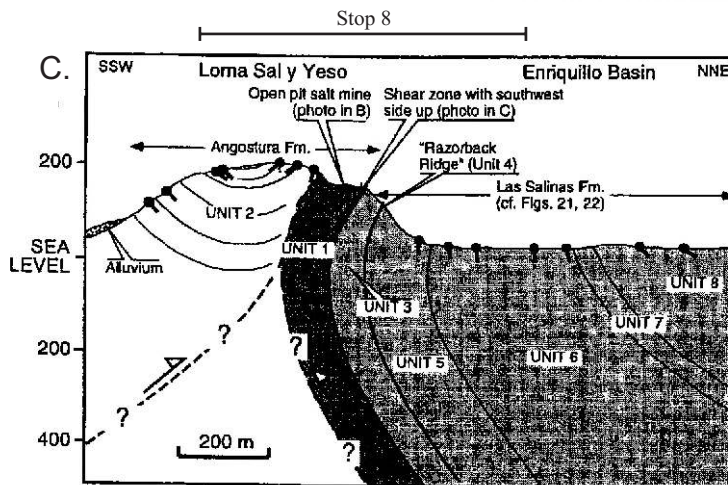 Stop 8
C.
SSW
Loma Sal y Yeso
Enriquillo Basin
NNE
Open pit salt mine
(photo in B)
Shear zone with southwest
side up (photo in C)
Angostura Fm.
"Razorback
Ridge" (Unit 4)
Las Salinas Fm.
(cf. Figs. 21, 22)
200
UNIT 2
SEA
LEVEL
Alluvium
UNIT 1
UNIT 3
UNIT 8
UNIT 7
UNIT 5
UNIT 6
200
?
?
?
?
400
200 m